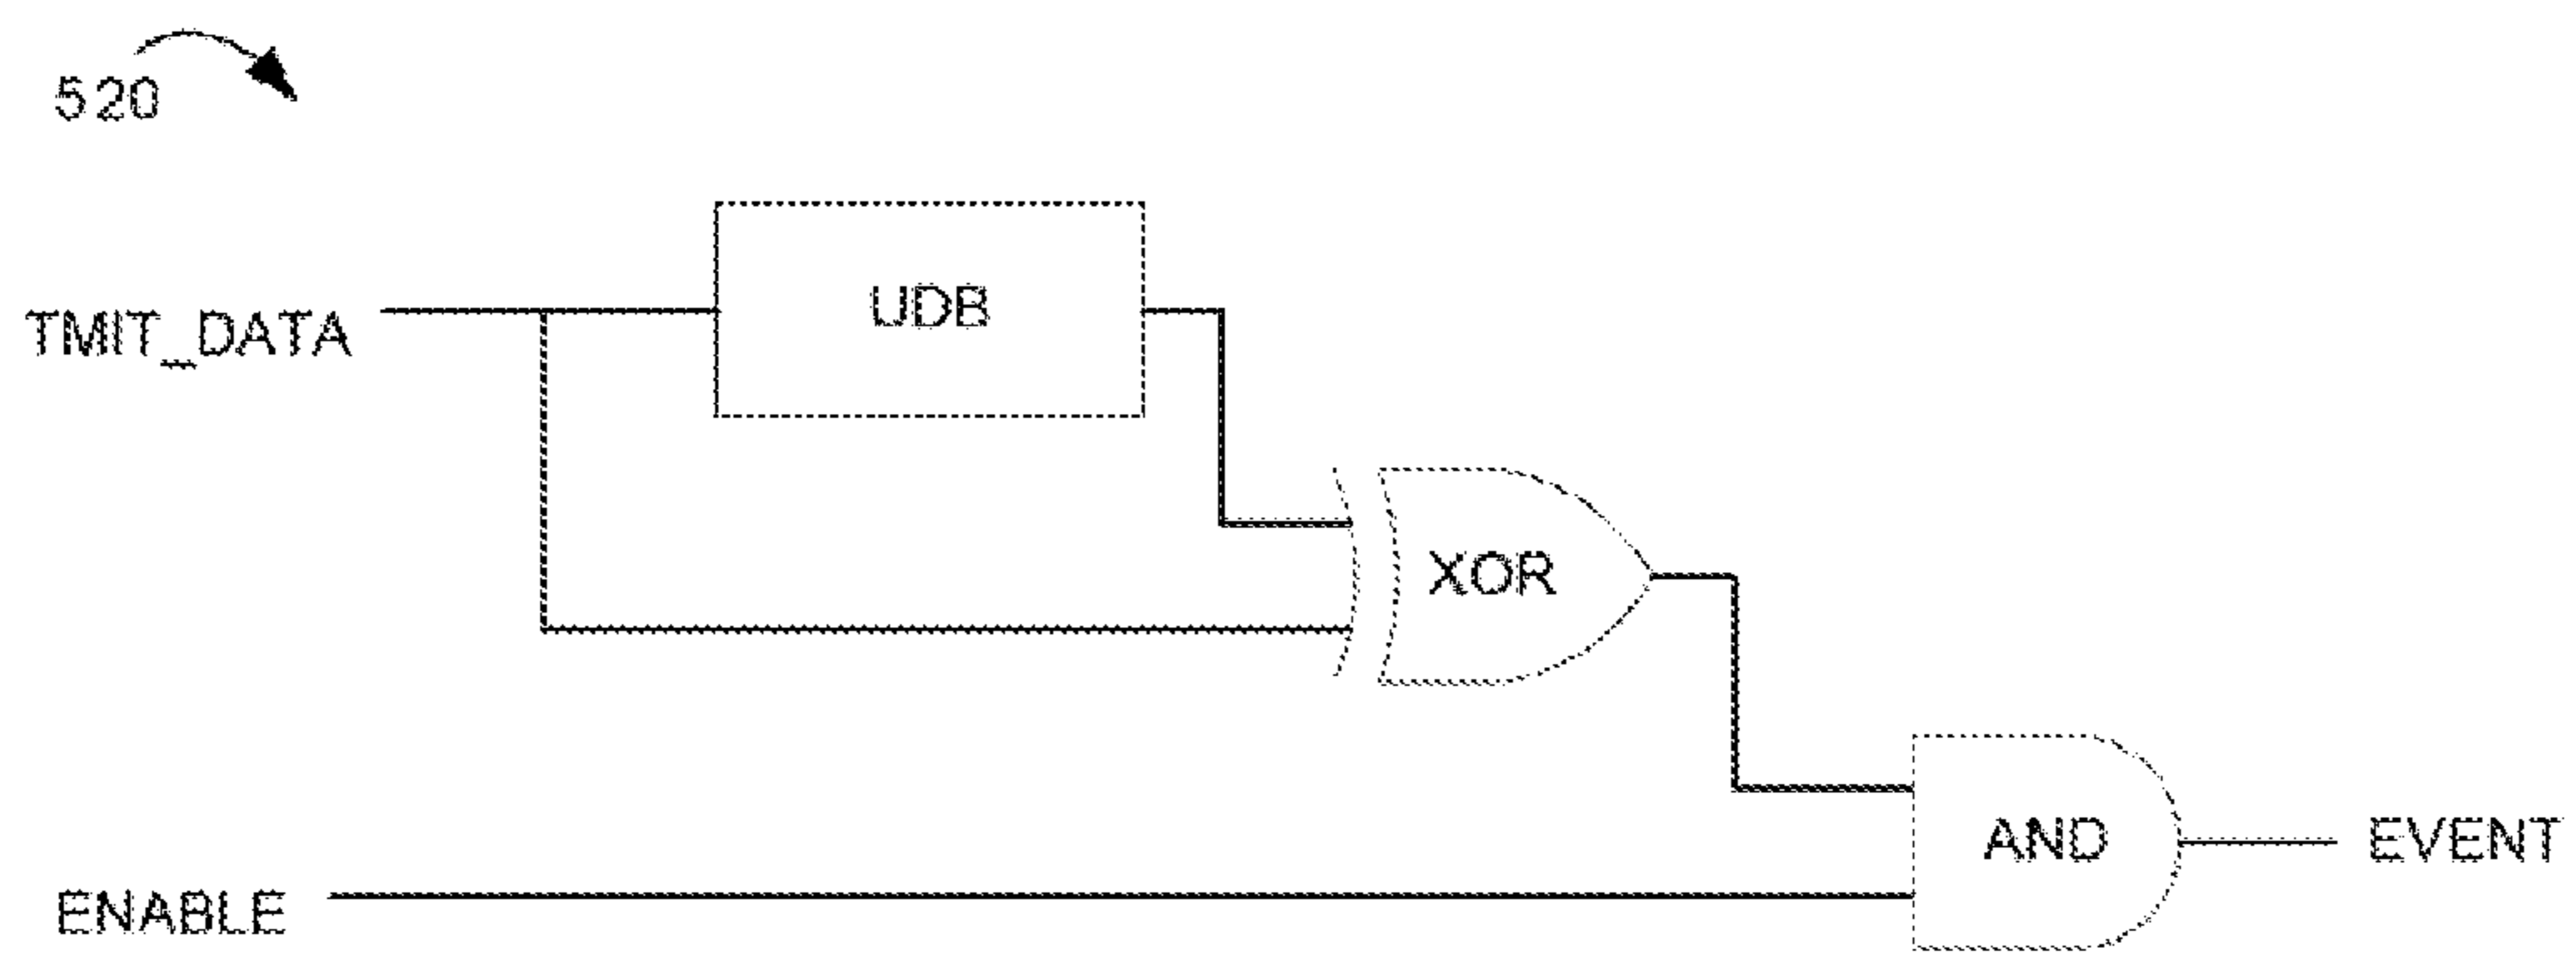 520
UDB
TMIT_DATA
XOR
AND
EVENT
ENABLE